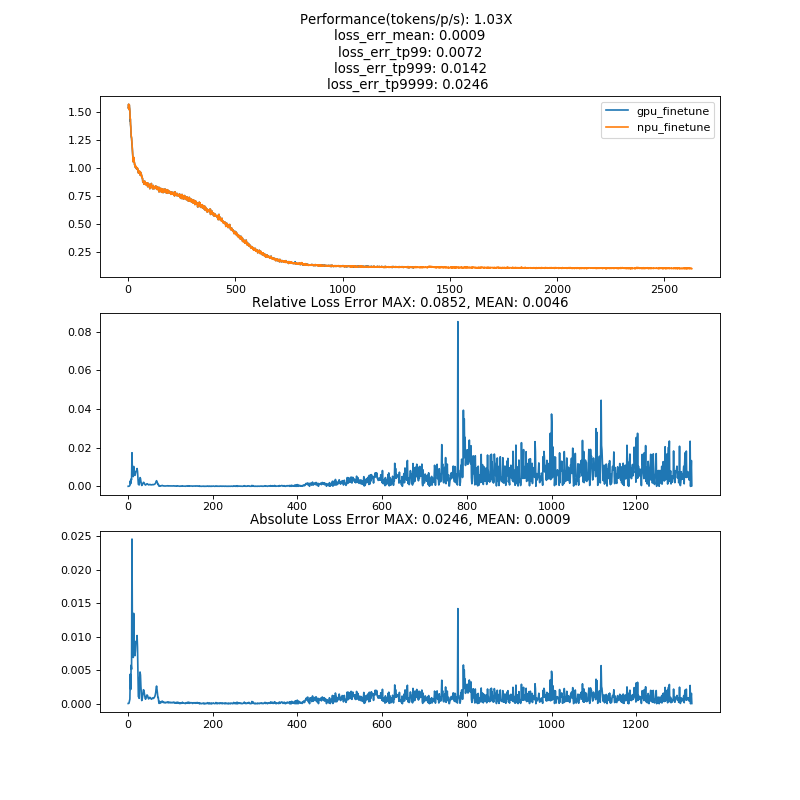 Performance(tokens/p/s): 1.03X
loss_err_mean: 0.0009
loss_err_tp99: 0.0072
loss_err_tp999: 0.0142
loss_err_tp9999: 0.0246
1.50
1.25
1.00
0.75
0.50
0.25
gpu_finetune
npu_finetune
0 500 1000 1500 2000 2500
Relative Loss Error MAX: 0.0852, MEAN: 0.0046
0.08
0.06
0.04
0.02
0.00
0 200 400 600 800 1000 1200
Absolute Loss Error MAX: 0.0246, MEAN: 0.0009
0.025
0.020
0.015
0.010
0.005
0.000
0 200 400 600 800 1000 1200